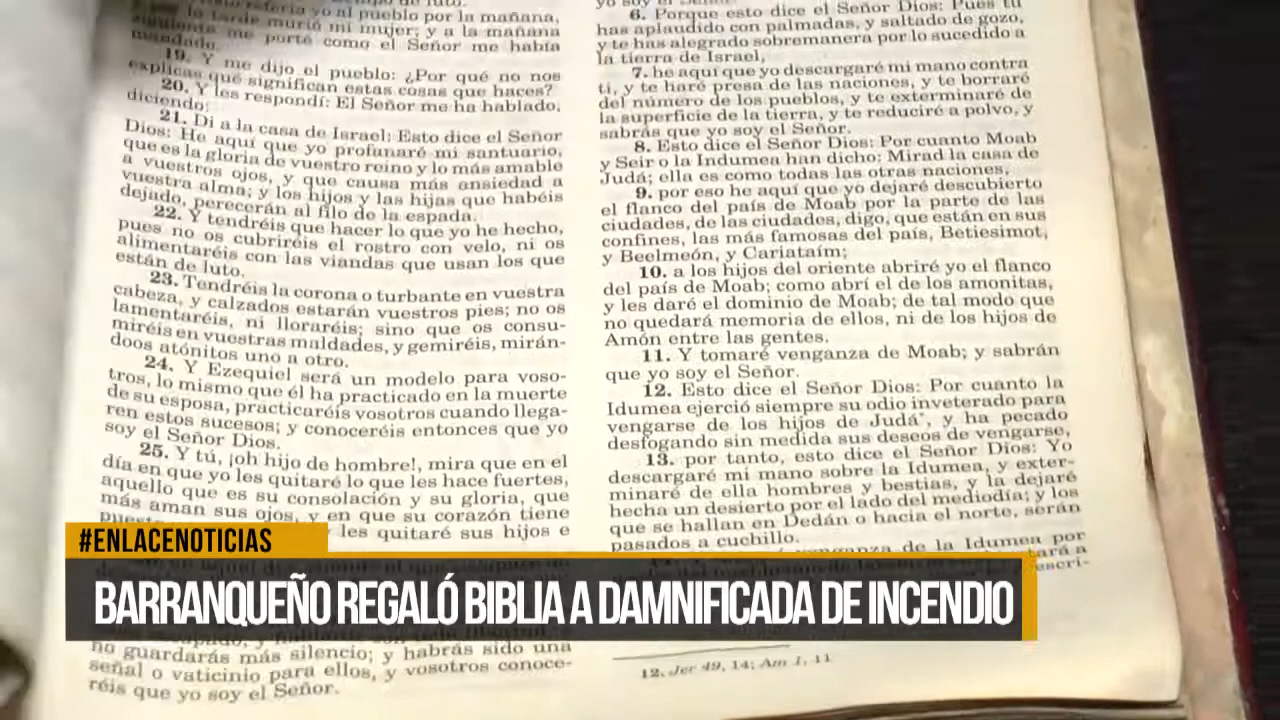 la tarde murió mi mujer; y a la mañana
siguiente me porté como el Señor me había
mandado.
19. Y me dijo el pueblo: ¿Por qué no nos
explicas qué significan estas cosas que haces?
20. Y les respondí: El Señor me ha hablado,
diciendo:
21. Di a la casa de Israel: Esto dice el Señor
Dios: He aquí que yo profanaré mi santuario,
que es la gloria de vuestro reino y lo más amable
a vuestros ojos, y que causa más ansiedad a
vuestra alma; y los hijos y las hijas que habéis
dejado, perecerán al filo de la espada.
22. Y tendréis que hacer lo que yo he hecho,
pues no os cubriréis el rostro con velo, ni os
alimentaréis con las viandas que usan los que
están de luto.
23. Tendréis la corona o turbante en vuestra
cabeza, y calzados estarán vuestros pies; no os
lamentaréis, ni lloraréis; sino que os consu-
miréis en vuestras maldades, y gemiréis, mirán-
doos atónitos uno a otro.
24. Y Ezequiel será un modelo para voso-
tros, lo mismo que él ha practicado en la muerte
de su esposa, practicaréis vosotros cuando llega-
ren estos sucesos; y conoceréis entonces que yo
soy el Señor Dios.
25. Y tú, ¡oh hijo de hombre!, mira que en el
día en que yo les quitaré lo que les hace fuertes,
aquello que es su consolación y su gloria, que
más aman sus ojos, y en que su corazón tiene
les quitaré sus hijos e
no guardarás más silencio; y habrás sido una
señal o vaticinio para ellos, y vosotros conoce-
réis que yo soy el Señor.
6. Porque esto dice el Señor Dios: Pues tú
has aplaudido con palmadas, y saltado de gozo,
y te has alegrado sobremanera por lo sucedido a
la tierra de Israel,
7. he aquí que yo descargaré mi mano contra
ti, y te haré presa de las naciones, y te borraré
del número de los pueblos, y te exterminaré de
la superficie de la tierra, y te reduciré a polvo, y
sabrás que yo soy el Señor.
8. Esto dice el Señor Dios: Por cuanto Moab
y Seir o la Indumea han dicho: Mirad la casa de
Judá; ella es como todas las otras naciones,
9. por eso he aquí que yo dejaré descubierto
el flanco del país de Moab por la parte de las
ciudades, de las ciudades, digo, que están en sus
confines, las más famosas del país, Betiesimot,
y Beelmeón, y Cariataím;
10. a los hijos del oriente abriré yo el flanco
del país de Moab; como abrí el de los amonitas,
y les daré el dominio de Moab; de tal modo que
no quedará memoria de ellos, ni de los hijos de
Amón entre las gentes.
11. Y tomaré venganza de Moab; y sabrán
que yo soy el Señor.
12. Esto dice el Señor Dios: Por cuanto la
Idumea ejerció siempre su odio inveterado para
vengarse de los hijos de Judá*, y ha pecado
desfogando sin medida sus deseos de vengarse,
13. por tanto, esto dice el Señor Dios: Yo
descargaré mi mano sobre la Idumea, y exter-
minaré de ella hombres y bestias, y la dejaré
hecha un desierto por el lado del mediodía; y los
que se hallan en Dedán o hacia el norte, serán
pasados a cuchillo.
venganza de la Idumea por
12. Jer 49, 14; Am 1, 11
#ENLACENOTICIAS
BARRANQUEÑO REGALÓ BIBLIA A DAMNIFICADA DE INCENDIO